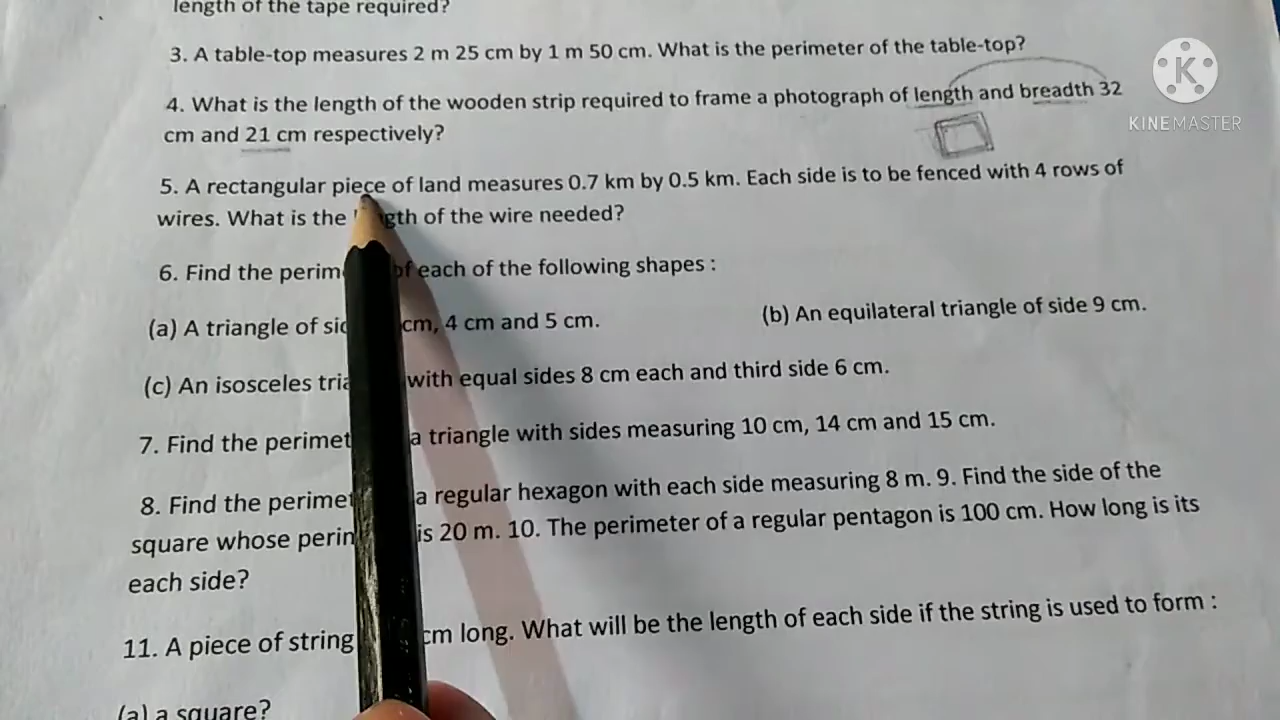 length of the tape required?
3. A table-top measures 2 m 25 cm by 1 m 50 cm. What is the perimeter of the table-top?
4. What is the length of the wooden strip required to frame a photograph of length and breadth 32
cm and 21 cm respectively?
K
KINEMASTER
5. A rectangular piece of land measures 0.7 km by 0.5 km. Each side is to be fenced with 4 rows of
wires. What is the gth of the wire needed?
6. Find the perim of each of the following shapes :
(a) A triangle of sid cm, 4 cm and 5 cm. (b) An equilateral triangle of side 9 cm.
(c) An isosceles tria with equal sides 8 cm each and third side 6 cm.
7. Find the perimet a triangle with sides measuring 10 cm, 14 cm and 15 cm.
8. Find the perimet a regular hexagon with each side measuring 8 m. 9. Find the side of the
square whose perim is 20 m. 10. The perimeter of a regular pentagon is 100 cm. How long is its
each side?
11. A piece of string cm long. What will be the length of each side if the string is used to form :
(a) a square?